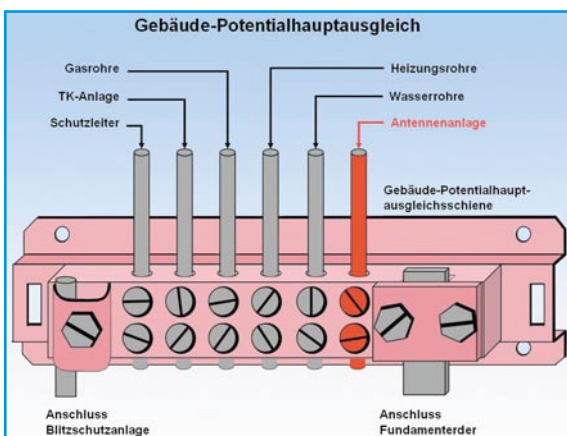 Gebäude-Potentialhauptausgleich
Gasrohre
Heizungsrohre
TK-Anlage
Wasserrohre
Schutzleiter
Antennenanlage
Gebäude-Potentialhaupt-
ausgleichsschiene
Anschluss
Blitzschutzanlage
Anschluss
Fundamenterder